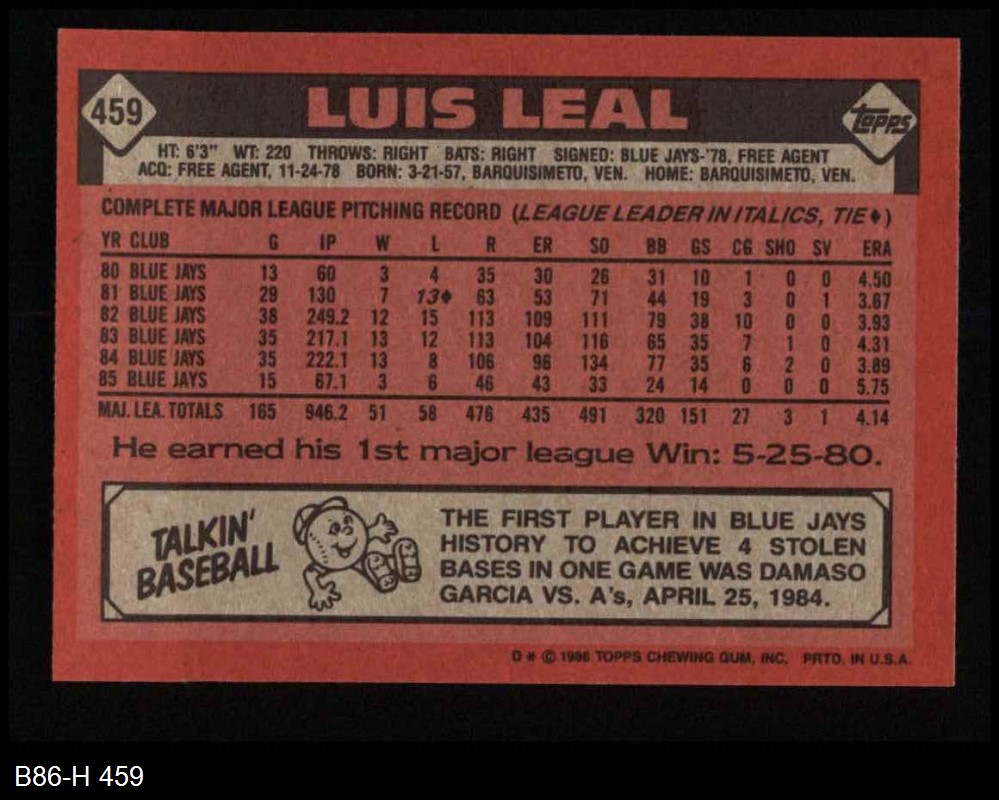 459
LUIS LEAL
TOPPS
HT: 6'3" WT: 220 THROWS: RIGHT BATS: RIGHT SIGNED: BLUE JAYS-'78, FREE AGENT
ACQ: FREE AGENT, 11-24-78 BORN: 3-21-57, BARQUISIMETO, VEN. HOME: BARQUISIMETO, VEN.
COMPLETE MAJOR LEAGUE PITCHING RECORD (LEAGUE LEADER IN ITALICS, TIE♦)
YR CLUB G IP W L R ER SO BB GS CG SHO SV ERA
80 BLUE JAYS 13 60 3 4 35 30 26 31 10 1 0 0 4.50
81 BLUE JAYS 29 130 7 13♦ 63 53 71 44 19 3 0 1 3.67
82 BLUE JAYS 38 249.2 12 15 113 109 111 79 38 10 0 0 3.93
83 BLUE JAYS 35 217.1 13 12 113 104 116 65 35 7 1 0 4.31
84 BLUE JAYS 35 222.1 13 8 106 96 134 77 35 6 2 0 3.89
85 BLUE JAYS 15 67.1 3 6 46 43 33 24 14 0 0 0 5.75
MAJ. LEA. TOTALS 165 946.2 51 58 476 435 491 320 151 27 3 1 4.14
He earned his 1st major league Win: 5-25-80.
TALKIN'
BASEBALL
THE FIRST PLAYER IN BLUE JAYS
HISTORY TO ACHIEVE 4 STOLEN
BASES IN ONE GAME WAS DAMASO
GARCIA VS. A's, APRIL 25, 1984.
D * © 1986 TOPPS CHEWING GUM, INC. PRTD. IN U.S.A.
B86-H 459